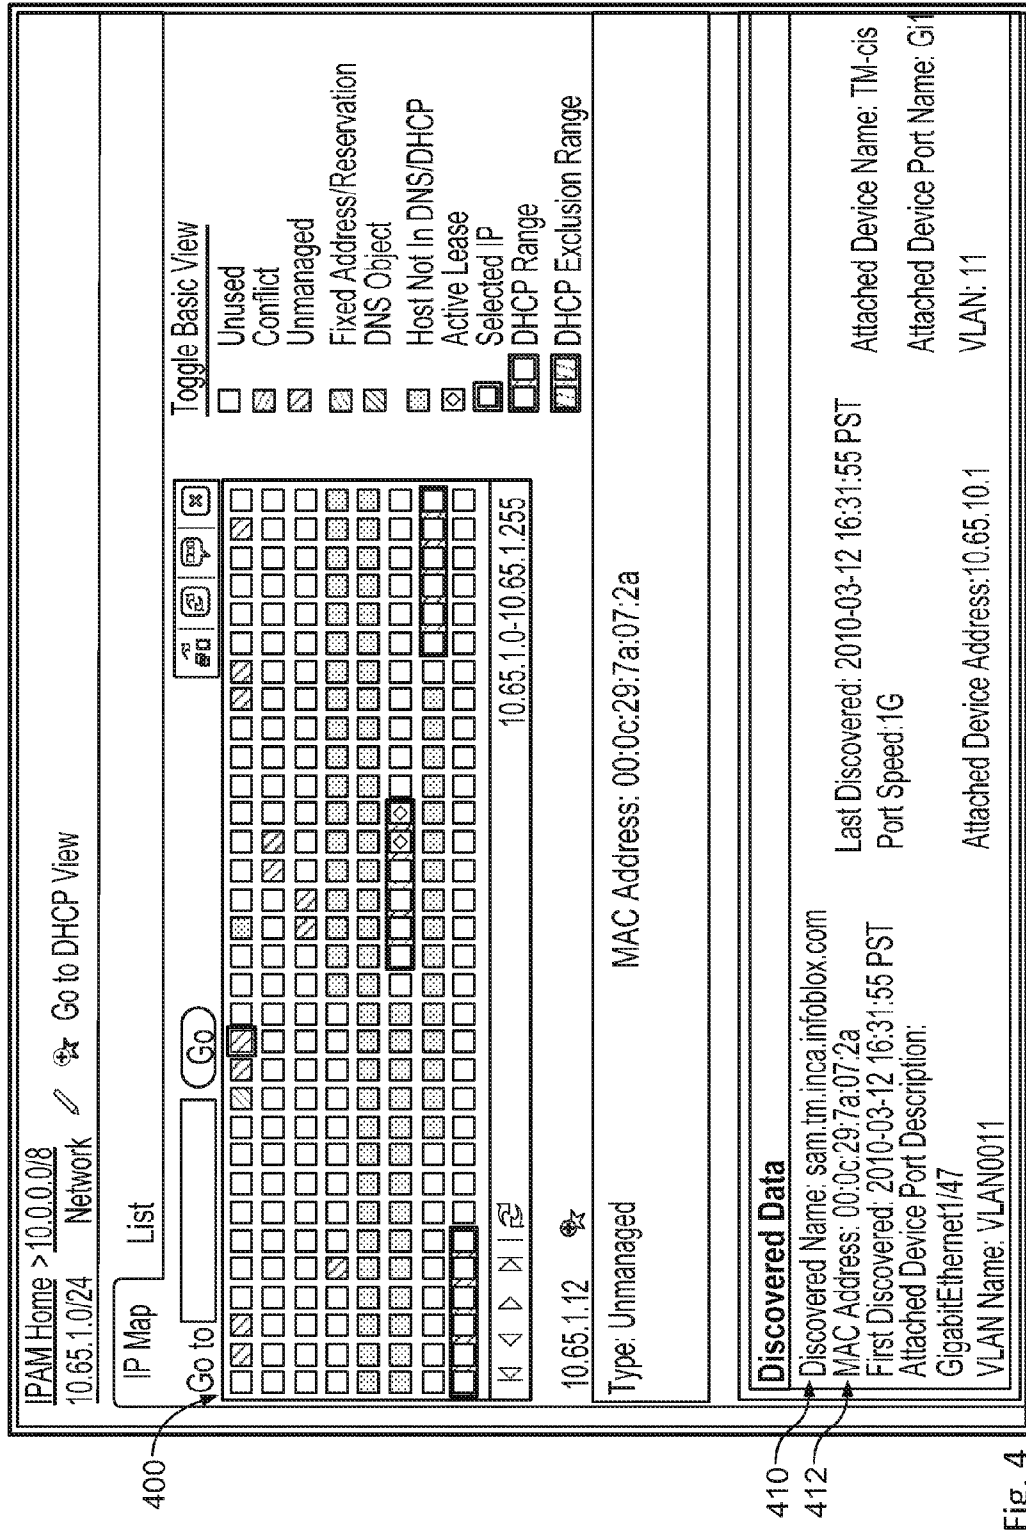 IPAM Home > 10.0.0.0/8
10.65.1.0/24 Network Go to DHCP View
IP Map List
Go to Go
Toggle Basic View
Unused
Conflict
Unmanaged
Fixed Address/Reservation
DNS Object
Host Not In DNS/DHCP
Active Lease
Selected IP
DHCP Range
DHCP Exclusion Range
10.65.1.0-10.65.1.255
400
10.65.1.12
Type: Unmanaged MAC Address: 00:0c:29:7a:07:2a
Discovered Data
410
Discovered Name: sam.tm.inca.infoblox.com
412
MAC Address: 00:0c:29:7a:07:2a Last Discovered: 2010-03-12 16:31:55 PST Attached Device Name: TM-cis
First Discovered: 2010-03-12 16:31:55 PST Port Speed:1G
Attached Device Port Description: Attached Device Port Name: Gi1
GigabitEthernet1/47
VLAN Name: VLAN0011 Attached Device Address:10.65.10.1 VLAN: 11
Fig. 4